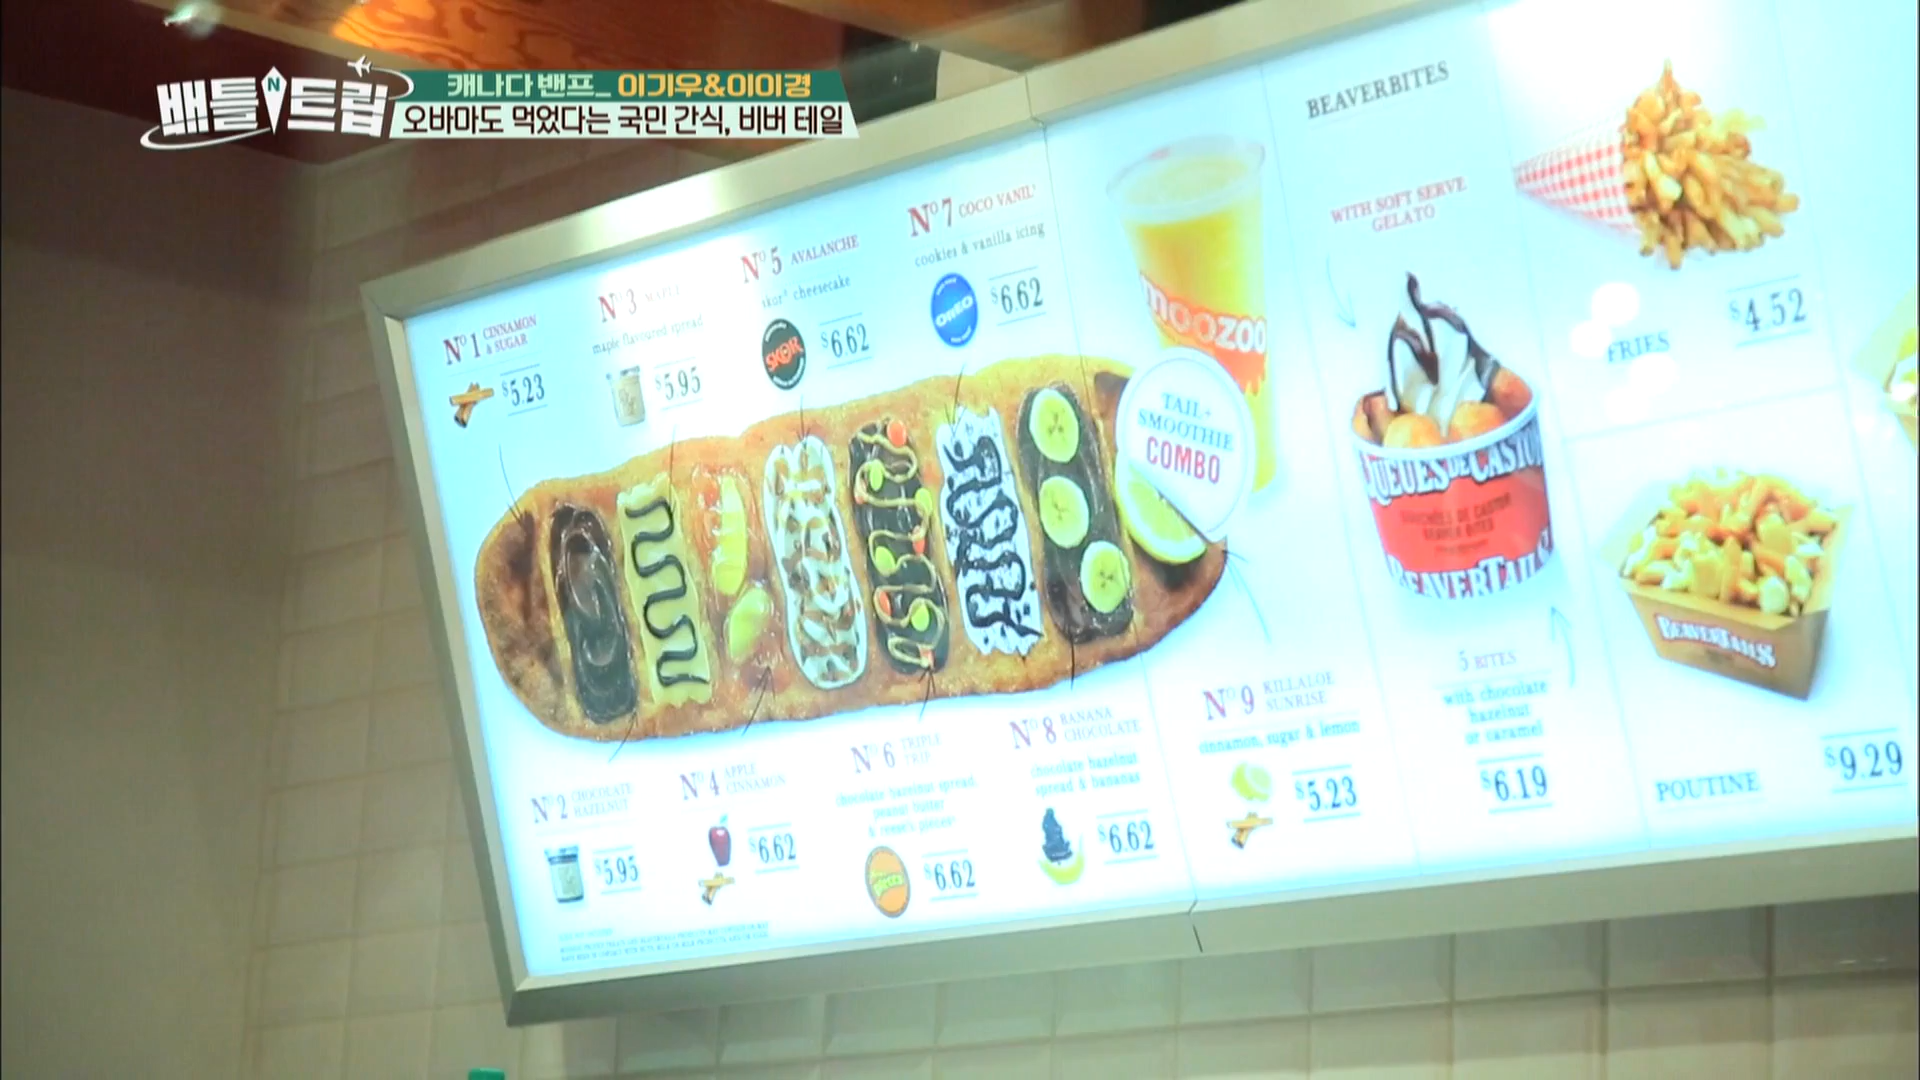 배틀트립
캐나다 밴프_ 이기우&이이경
오바마도 먹었다는 국민 간식, 비버 테일
Nº 1 CINNAMON
& SUGAR
$5.23
Nº 3 MAPLE
maple flavoured spread
$5.95
Nº 5 AVALANCHE
skor® cheesecake
SKOR
$6.62
Nº 7 COCO VANIL'
cookies & vanilla icing
OREO
$6.62
moozoo
TAIL +
SMOOTHIE
COMBO
Nº 2 CHOCOLATE
HAZELNUT
$5.95
Nº 4 APPLE
CINNAMON
$6.62
Nº 6 TRIPLE
TRIP
chocolate hazelnut spread,
peanut butter
& reese's pieces®
$6.62
Nº 8 BANANA
CHOCOLATE
chocolate hazelnut
spread & bananas
$6.62
Nº 9 KILLALOE
SUNRISE
cinnamon, sugar & lemon
$5.23
BEAVERBITES
WITH SOFT SERVE
GELATO
QUEUES DE CASTOR
BEAVERTAILS
5 BITES
with chocolate
hazelnut
or caramel
$6.19
FRIES
$4.52
BEAVERTAILS
POUTINE
$9.29